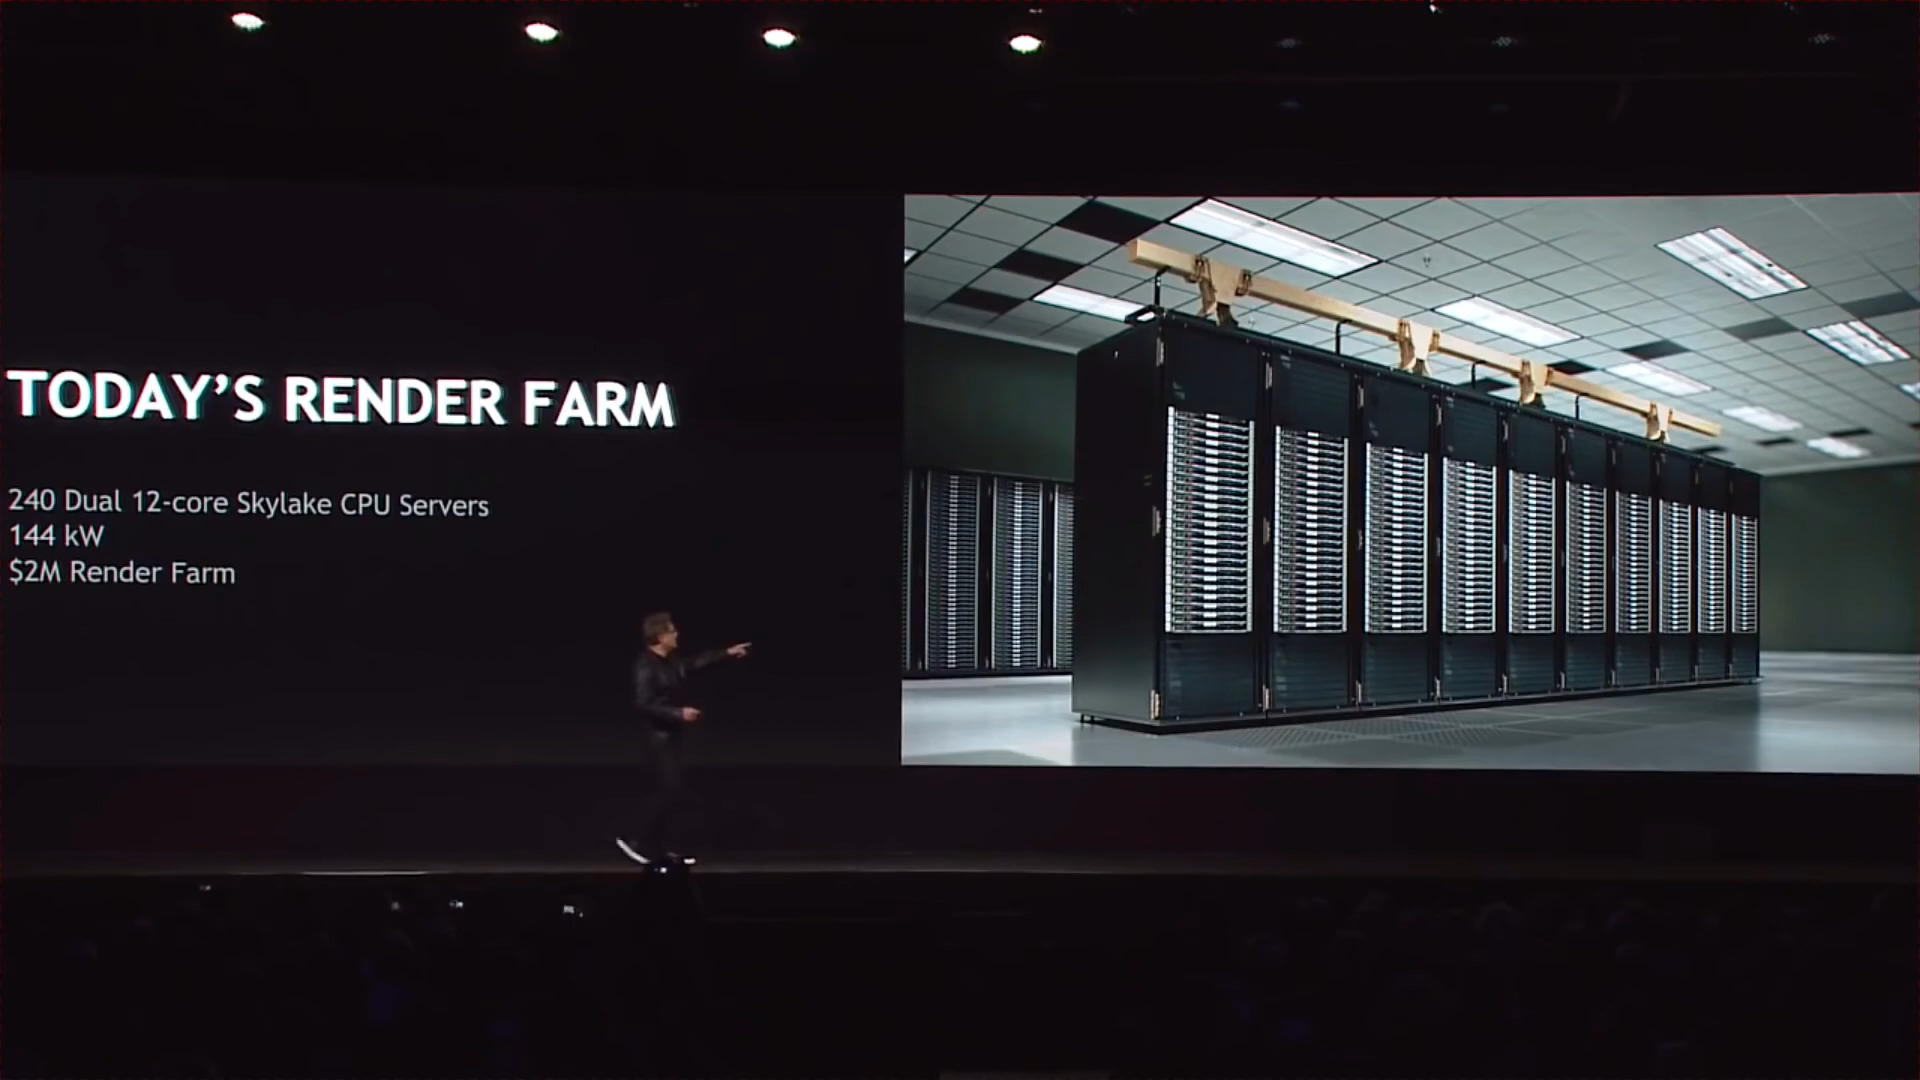 TODAY'S RENDER FARM
240 Dual 12-core Skylake CPU Servers
144 kW
$2M Render Farm